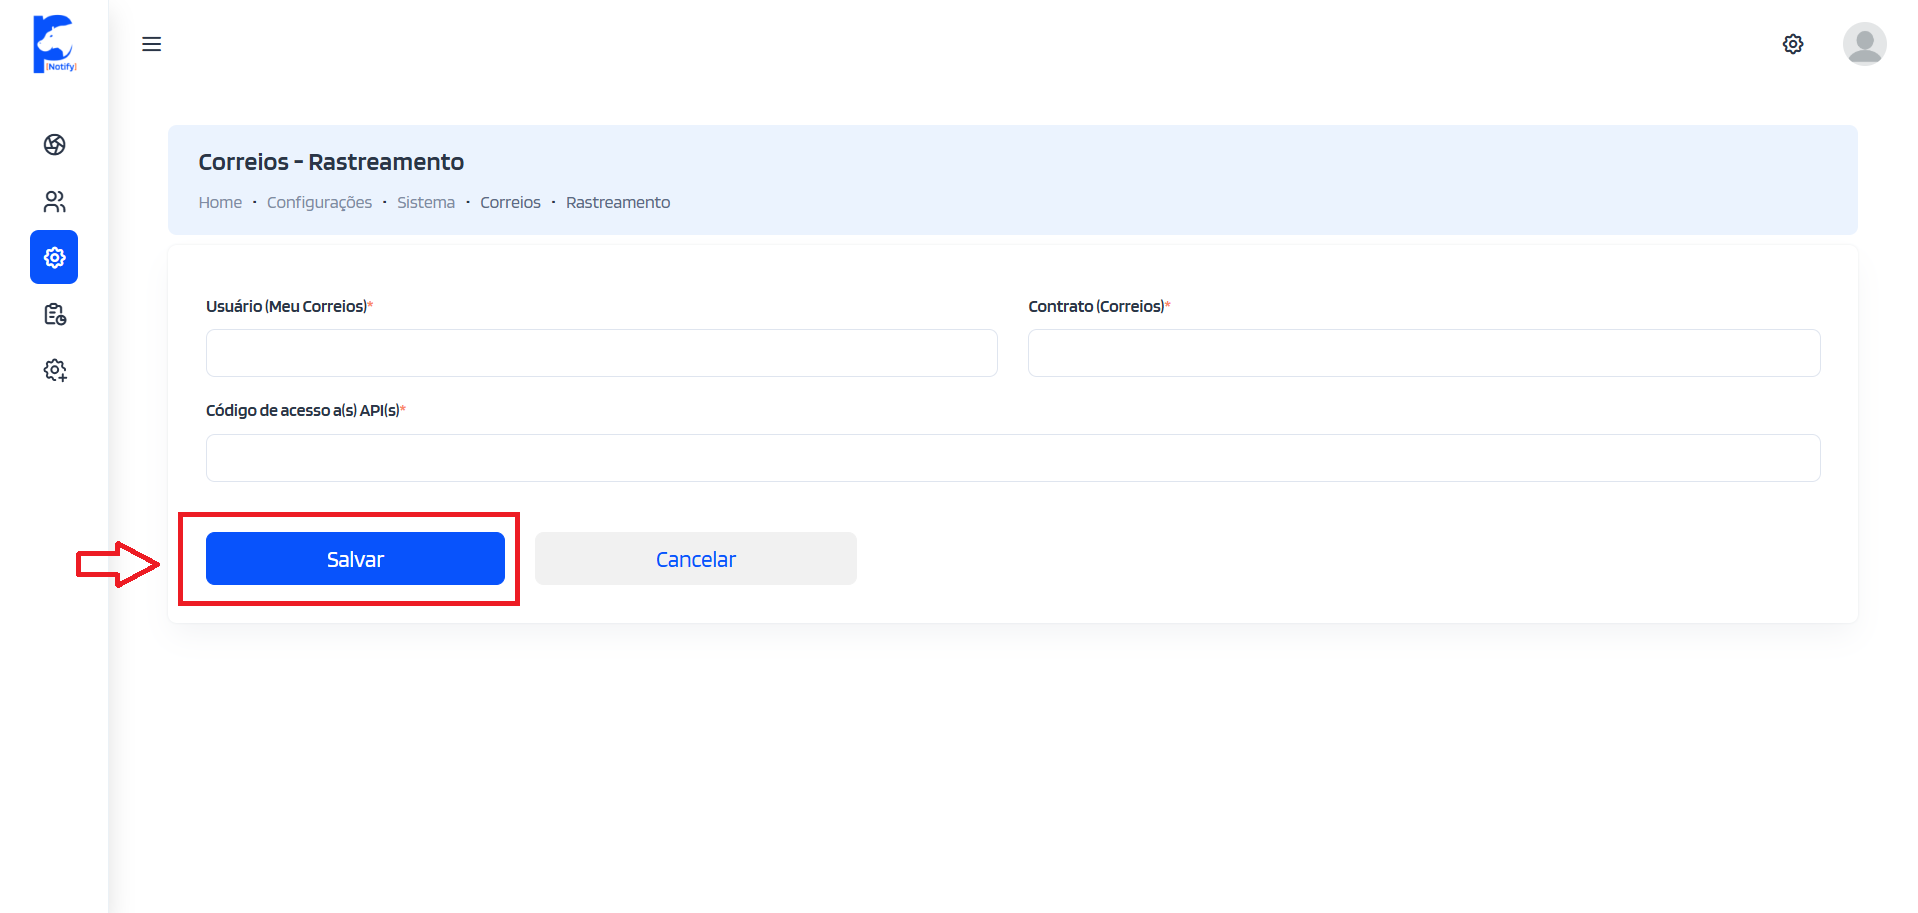 [Notify]
Correios - Rastreamento
Home · Configurações · Sistema · Correios · Rastreamento
Usuário (Meu Correios)*
Contrato (Correios)*
Código de acesso a(s) API(s)*
Salvar
Cancelar